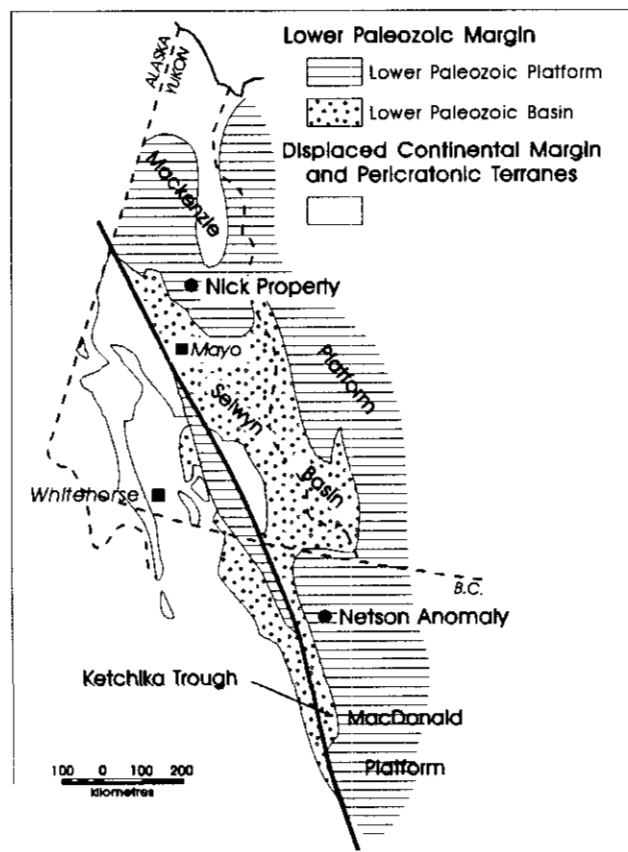 Lower Paleozoic Margin
Lower Paleozoic Platform
Lower Paleozoic Basin
Displaced Continental Margin
and Pericratonic Terranes
ALASKA
YUKON
Mackenzie
Nick Property
Mayo
Platform
Selwyn
Basin
Whitehorse
B.C.
Netson Anomaly
Ketchika Trough
MacDonald
Platform
100 0 100 200
kilometres